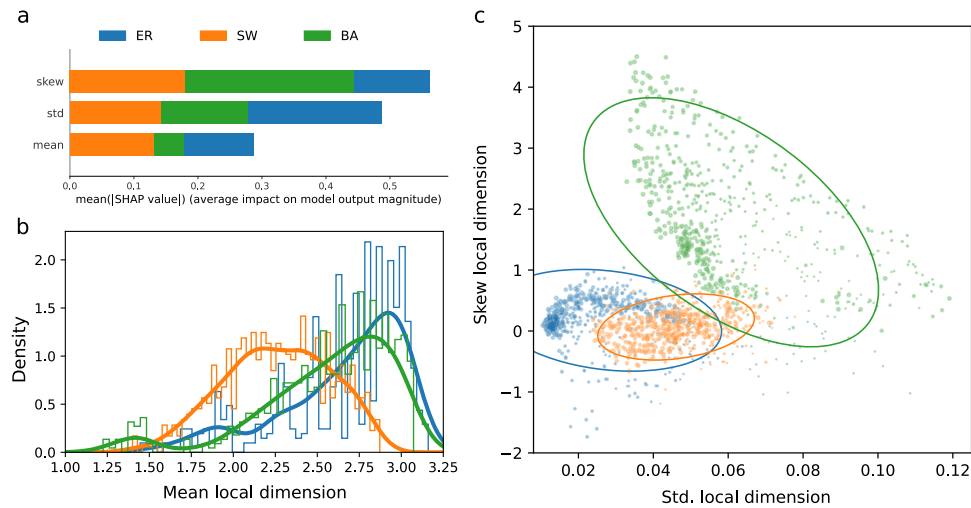 a
ER SW BA
skew
std
mean
0.0 0.1 0.2 0.3 0.4 0.5
mean(|SHAP value|) (average impact on model output magnitude)
b
2.0
1.5
1.0
0.5
0.0
Density
1.00 1.25 1.50 1.75 2.00 2.25 2.50 2.75 3.00 3.25
Mean local dimension
c
5
4
3
2
1
0
−1
−2
Skew local dimension
0.02 0.04 0.06 0.08 0.10 0.12
Std. local dimension